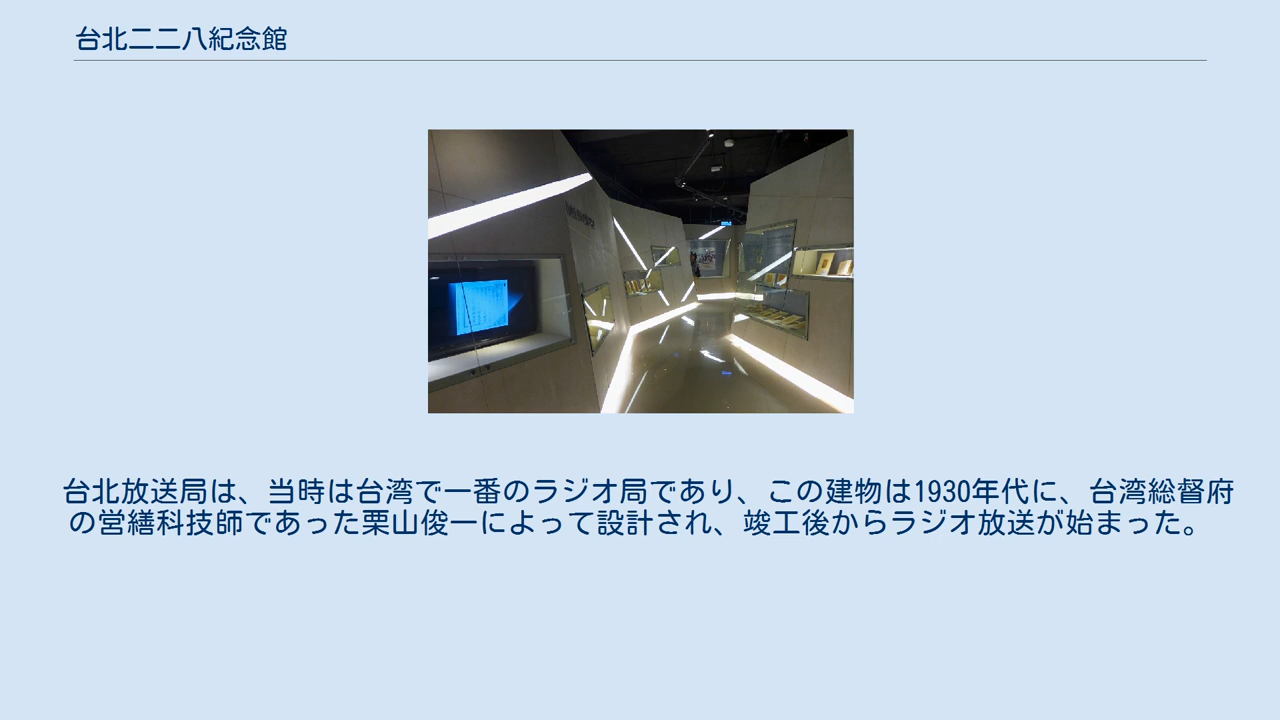 台北二二八紀念館
台北放送局は、当時は台湾で一番のラジオ局であり、この建物は1930年代に、台湾総督府
の営繕科技師であった栗山俊一によって設計され、竣工後からラジオ放送が始まった。